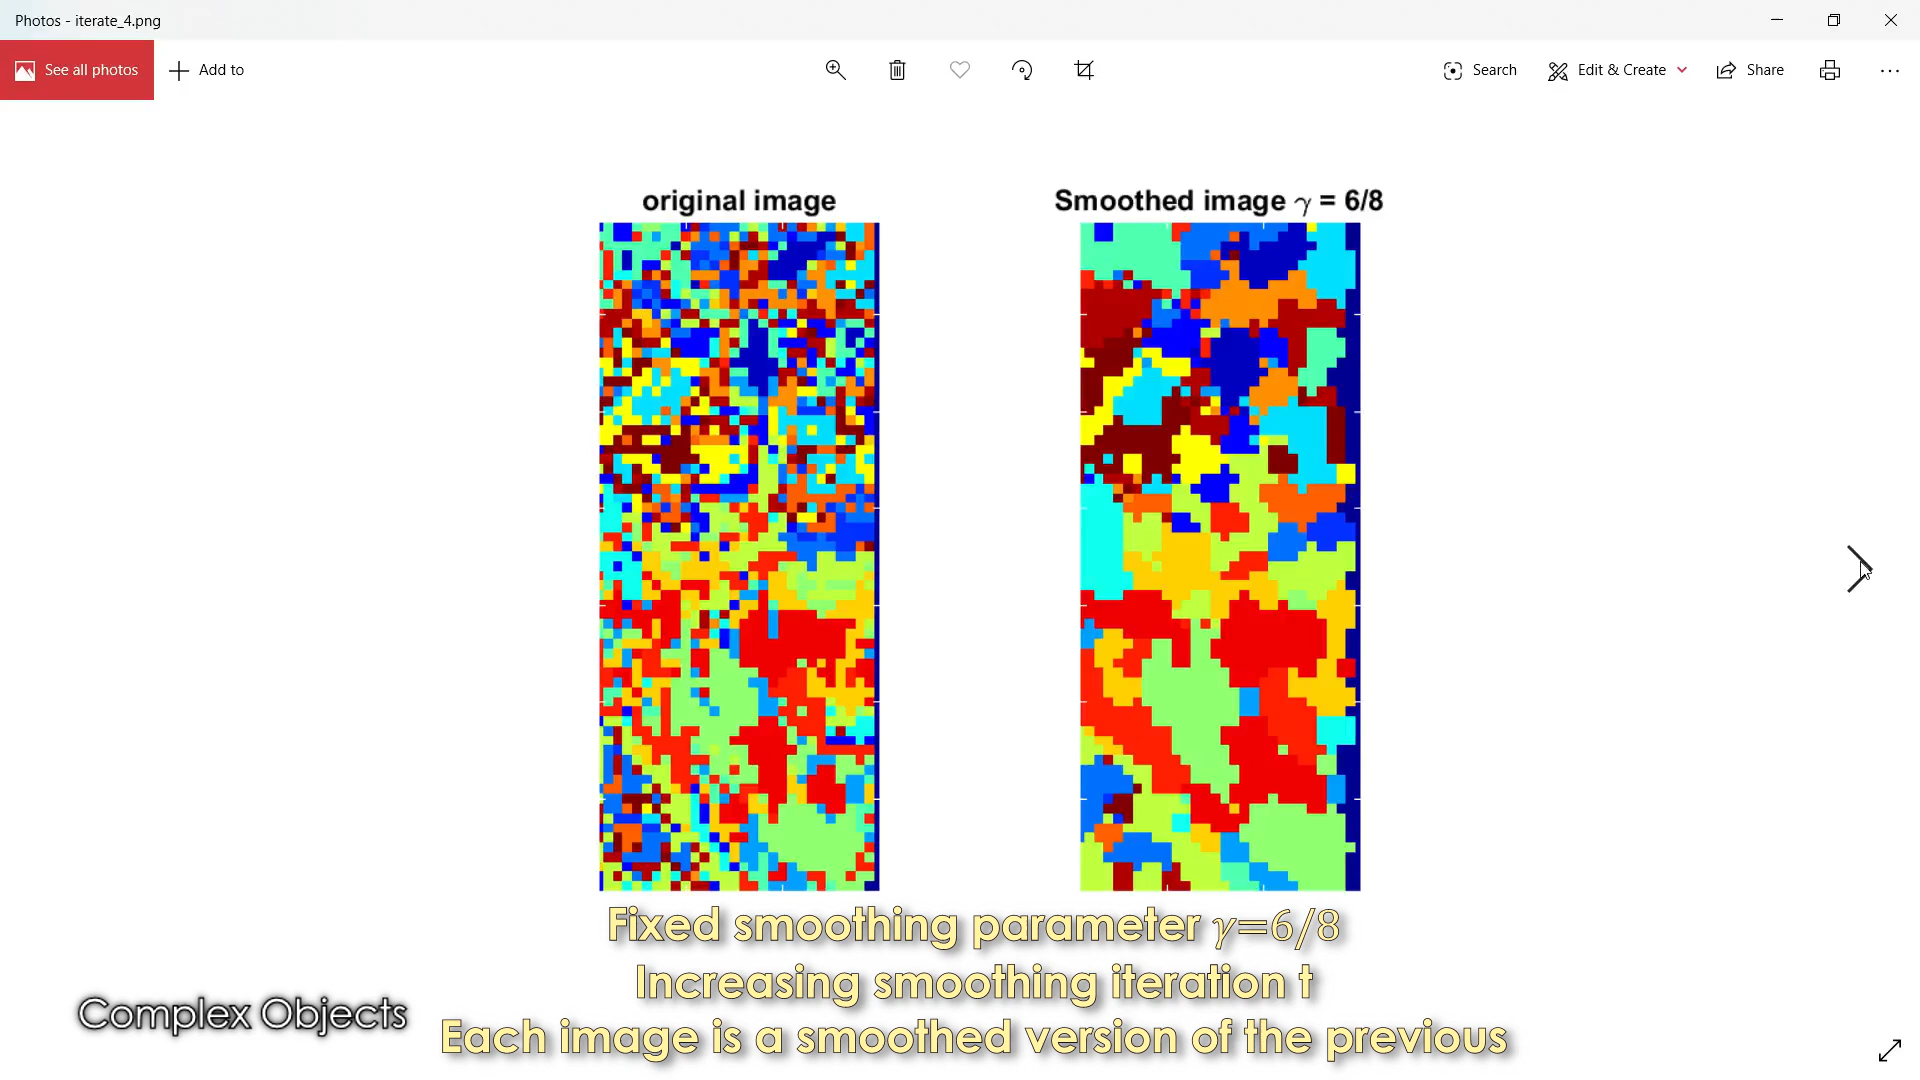 Photos - iterate_4.png
See all photos
Add to
Search
Edit & Create
Share
original image
Smoothed image γ = 6/8
Fixed smoothing parameter γ=6/8
Increasing smoothing iteration t
Each image is a smoothed version of the previous
Complex Objects